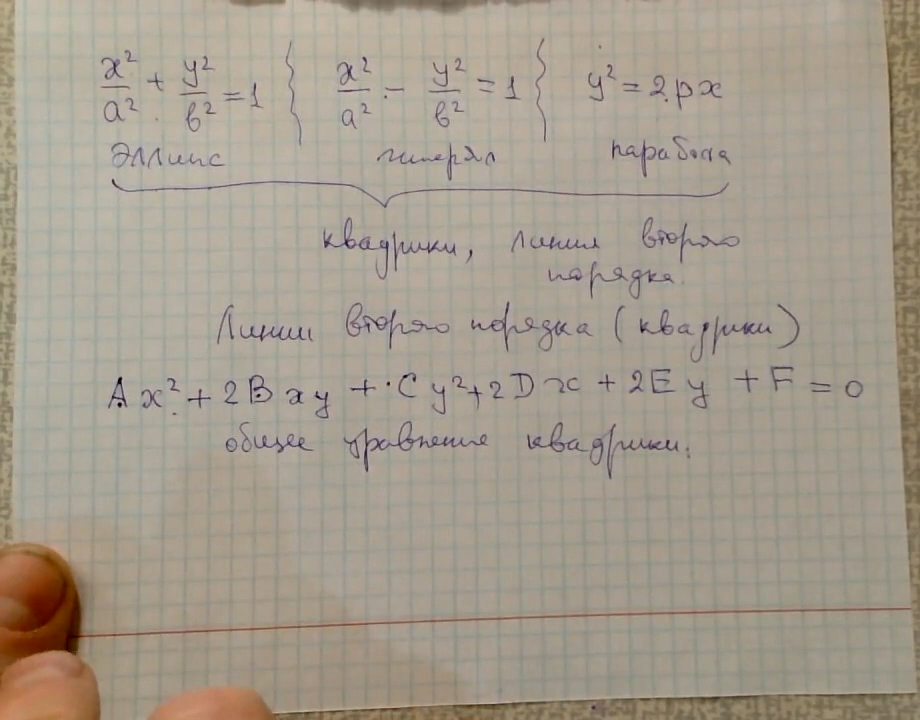 x²/a² + y²/b² = 1 { x²/a² - y²/b² = 1 { y² = 2px
Эллипс гипербола парабола
квадрики, линии второго
порядка
Линии второго порядка (квадрики)
Ax² + 2Bxy + Cy² + 2Dx + 2Ey + F = 0
общее уравнение квадрики.